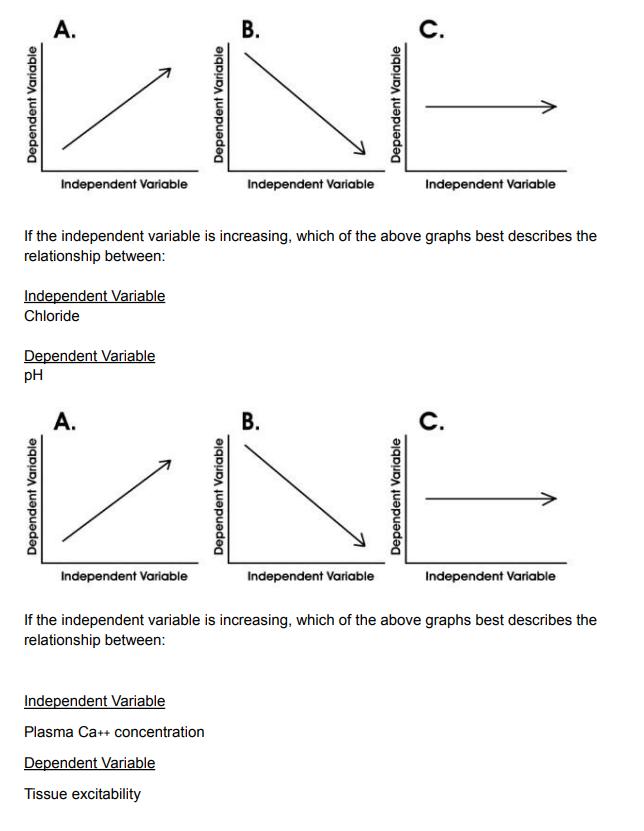 A. B. C.
Dependent Variable Dependent Variable Dependent Variable
Independent Variable Independent Variable Independent Variable
If the independent variable is increasing, which of the above graphs best describes the
relationship between:
Independent Variable
Chloride
Dependent Variable
pH
A. B. C.
Dependent Variable Dependent Variable Dependent Variable
Independent Variable Independent Variable Independent Variable
If the independent variable is increasing, which of the above graphs best describes the
relationship between:
Independent Variable
Plasma Ca++ concentration
Dependent Variable
Tissue excitability